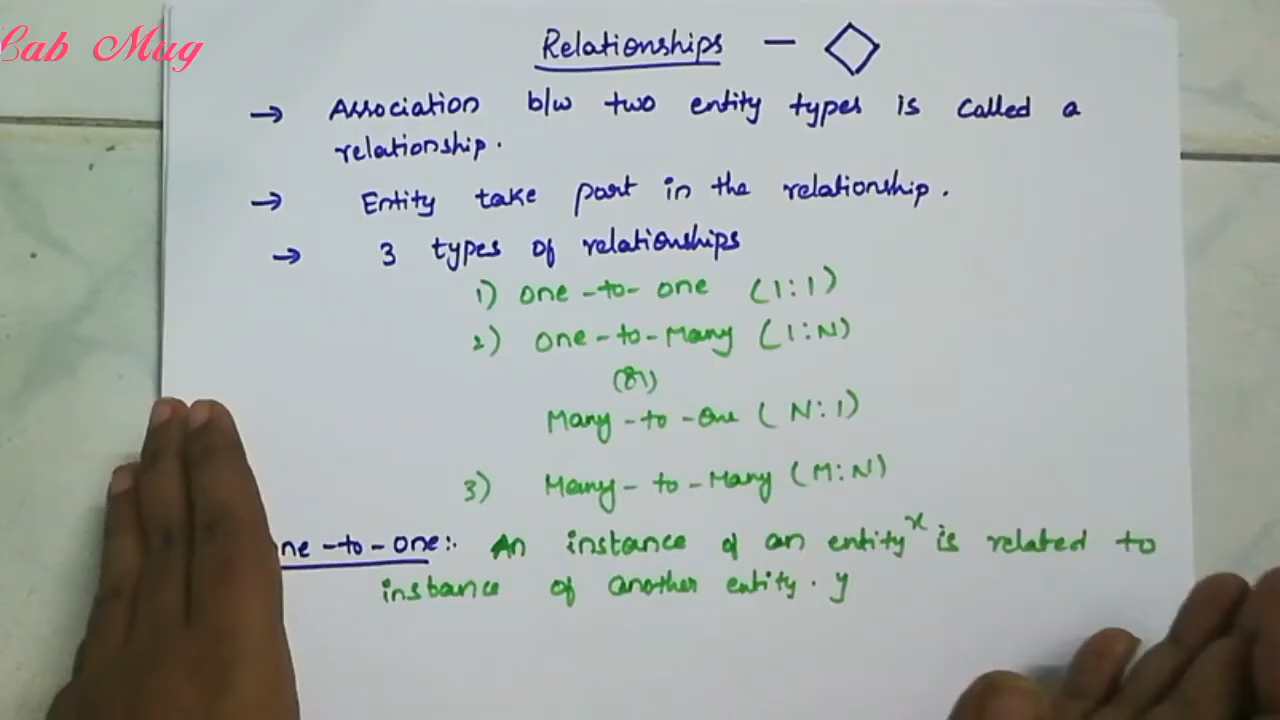 Lab Mug
Relationships — ◇
→ Association b/w two entity types is called a
relationship.
→ Entity take part in the relationship.
→ 3 types of relationships
1) one-to-one (1:1)
2) one-to-Many (1:N)
(or)
Many-to-one (N:1)
3) Many-to-Many (M:N)
ne-to-one:. An instance of an entity x is related to
instance of another entity. y